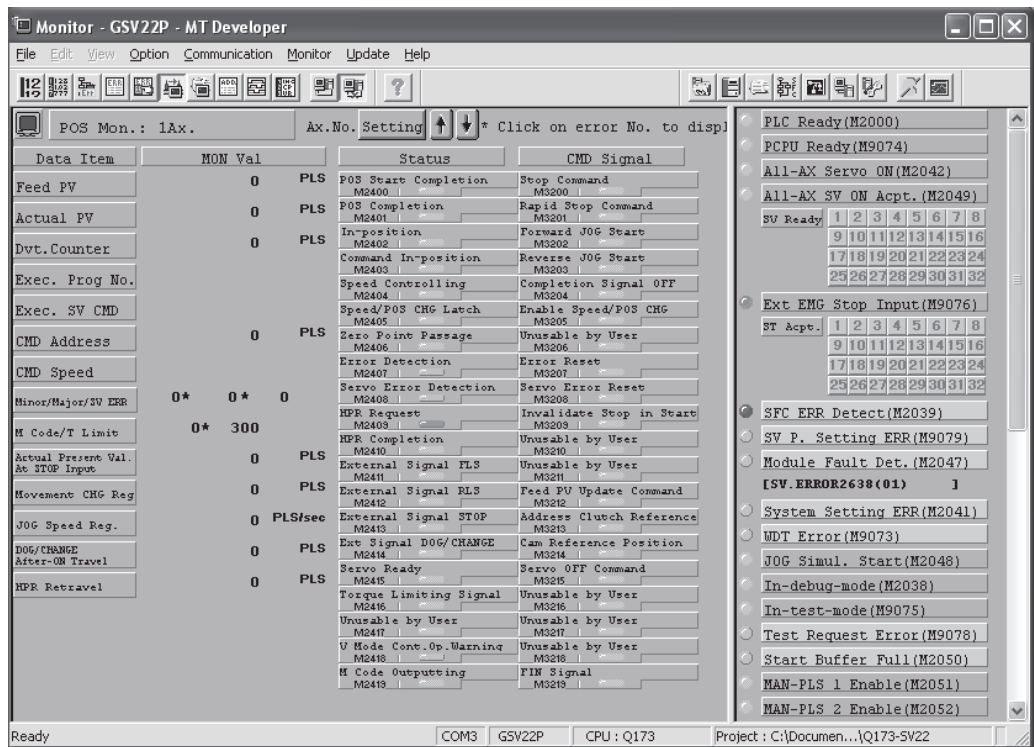 Monitor - GSV22P - MT Developer
File Edit View Option Communication Monitor Update Help
POS Mon.: 1Ax. Ax.No. Setting * Click on error No. to displ
Data Item MON Val Status CMD Signal
Feed PV 0 PLS
Actual PV 0 PLS
Dvt.Counter 0 PLS
Exec. Prog No.
Exec. SV CMD
CMD Address 0 PLS
CMD Speed
Minor/Major/SV ERR 0* 0* 0
M Code/T Limit 0* 300
Actual Present Val. At STOP Input 0 PLS
Movement CHG Reg 0 PLS
JOG Speed Reg. 0 PLS/sec
DOG/CHANGE After-ON Travel 0 PLS
HPR Retravel 0 PLS
POS Start Completion M2400 Stop Command M3200
POS Completion M2401 Rapid Stop Command M3201
In-position M2402 Forward JOG Start M3202
Command In-position M2403 Reverse JOG Start M3203
Speed Controlling M2404 Completion Signal OFF M3204
Speed/POS CHG Latch M2405 Enable Speed/POS CHG M3205
Zero Point Passage M2406 Unusable by User M3206
Error Detection M2407 Error Reset M3207
Servo Error Detection M2408 Servo Error Reset M3208
HPR Request M2409 Invalidate Stop in Start M3209
HPR Completion M2410 Unusable by User M3210
External Signal FLS M2411 Unusable by User M3211
External Signal RLS M2412 Feed PV Update Command M3212
External Signal STOP M2413 Address Clutch Reference M3213
Ext Signal DOG/CHANGE M2414 Cam Reference Position M3214
Servo Ready M2415 Servo OFF Command M3215
Torque Limiting Signal M2416 Unusable by User M3216
Unusable by User M2417 Unusable by User M3217
V Mode Cont.Op.Warning M2418 Unusable by User M3218
M Code Outputting M2419 FIN Signal M3219
PLC Ready(M2000)
PCPU Ready(M9074)
All-AX Servo ON(M2042)
All-AX SV ON Acpt.(M2049)
SV Ready 1 2 3 4 5 6 7 8
9 10 11 12 13 14 15 16
17 18 19 20 21 22 23 24
25 26 27 28 29 30 31 32
Ext EMG Stop Input(M9076)
ST Acpt. 1 2 3 4 5 6 7 8
9 10 11 12 13 14 15 16
17 18 19 20 21 22 23 24
25 26 27 28 29 30 31 32
SFC ERR Detect(M2039)
SV P. Setting ERR(M9079)
Module Fault Det.(M2047)
[SV.ERROR2638(01) ]
System Setting ERR(M2041)
WDT Error(M9073)
JOG Simul. Start(M2048)
In-debug-mode(M2038)
In-test-mode(M9075)
Test Request Error(M9078)
Start Buffer Full(M2050)
MAN-PLS 1 Enable(M2051)
MAN-PLS 2 Enable(M2052)
Ready COM3 GSV22P CPU : Q173 Project : C:\Documen...\Q173-SV22